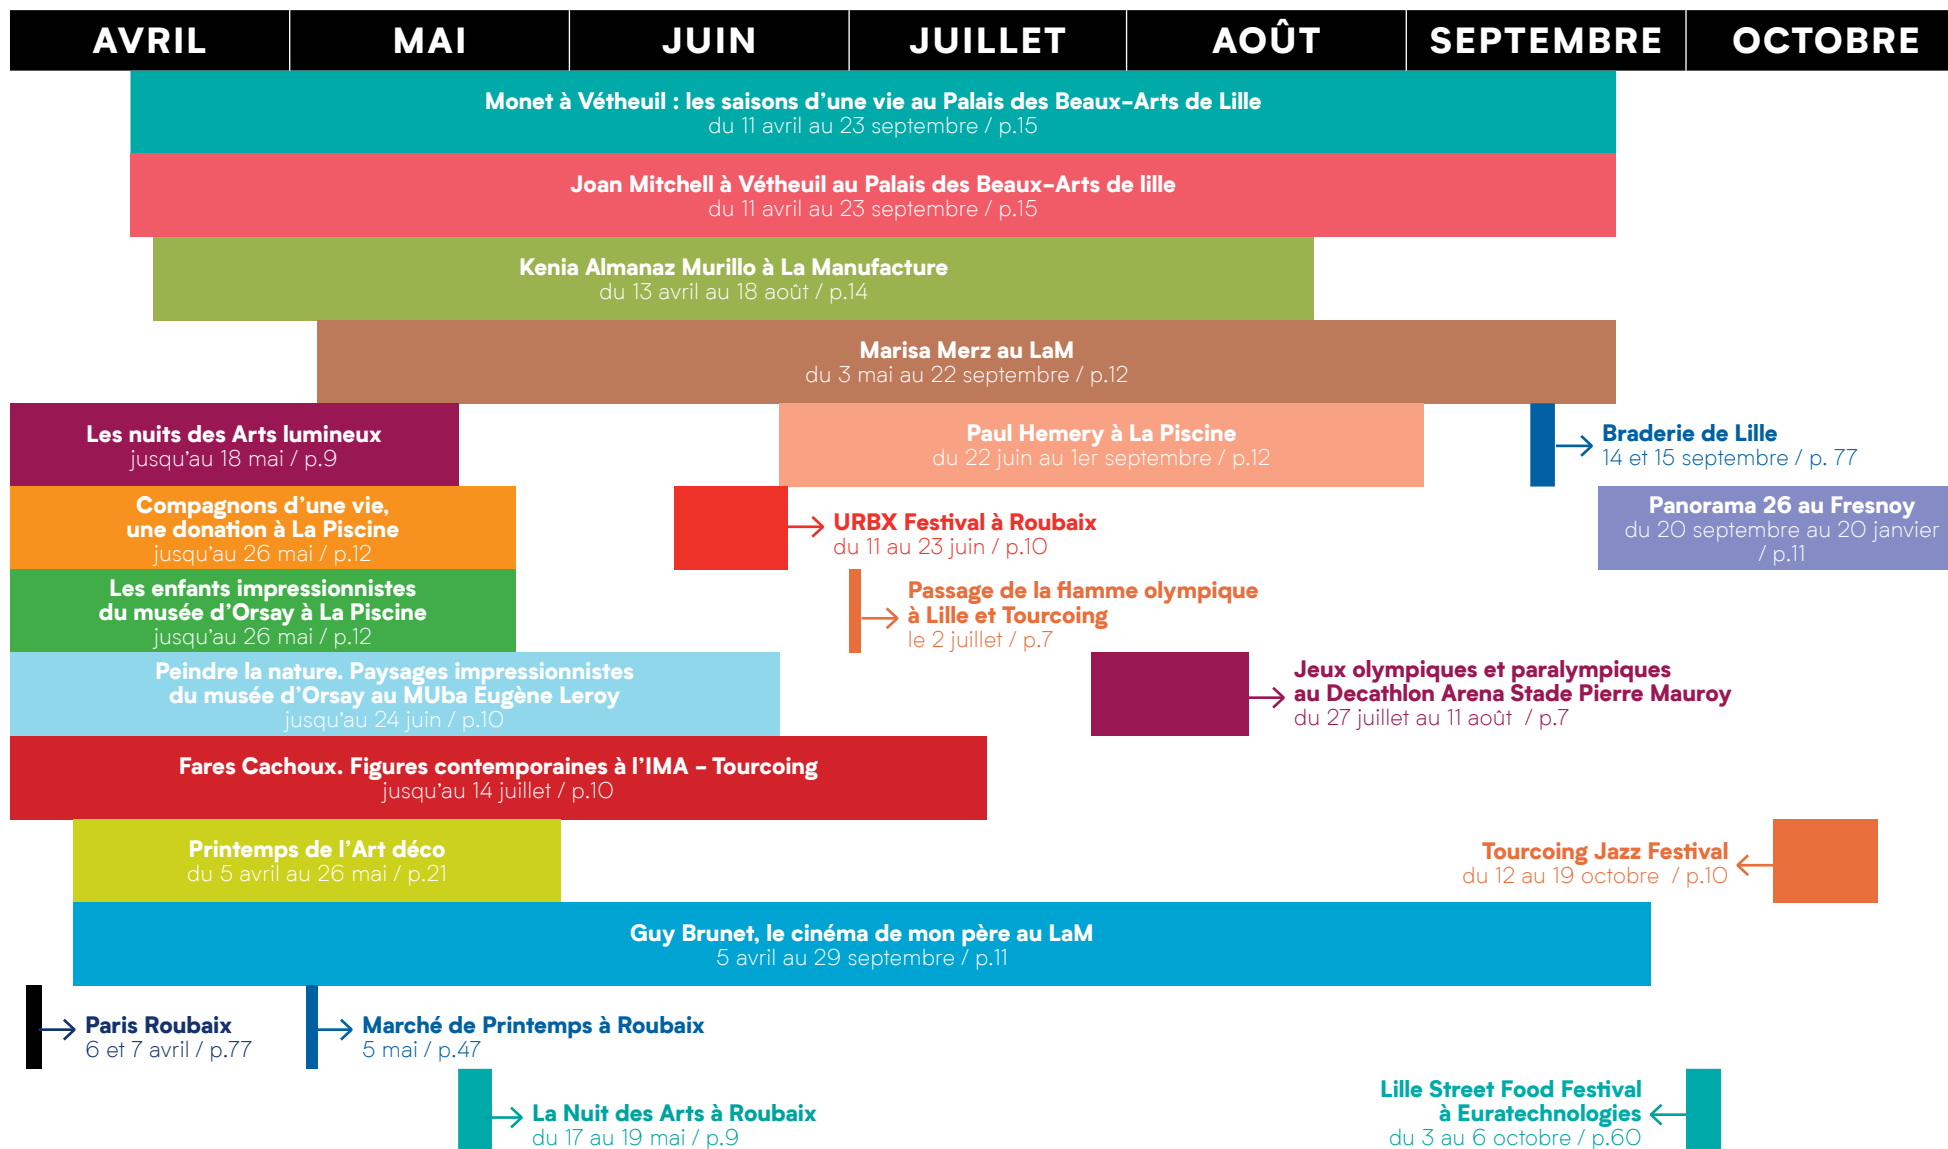 AVRIL MAI JUIN JUILLET AOÛT SEPTEMBRE OCTOBRE
Monet à Vétheuil : les saisons d'une vie au Palais des Beaux-Arts de Lille
du 11 avril au 23 septembre / p.15
Joan Mitchell à Vétheuil au Palais des Beaux-Arts de lille
du 11 avril au 23 septembre / p.15
Kenia Almanaz Murillo à La Manufacture
du 13 avril au 18 août / p.14
Marisa Merz au LaM
du 3 mai au 22 septembre / p.12
Les nuits des Arts lumineux
jusqu'au 18 mai / p.9
Paul Hemery à La Piscine
du 22 juin au 1er septembre / p.12
Braderie de Lille
14 et 15 septembre / p. 77
Compagnons d'une vie,
une donation à La Piscine
jusqu'au 26 mai / p.12
URBX Festival à Roubaix
du 11 au 23 juin / p.10
Panorama 26 au Fresnoy
du 20 septembre au 20 janvier
/ p.11
Les enfants impressionnistes
du musée d'Orsay à La Piscine
jusqu'au 26 mai / p.12
Passage de la flamme olympique
à Lille et Tourcoing
le 2 juillet / p.7
Peindre la nature. Paysages impressionnistes
du musée d'Orsay au MUba Eugène Leroy
jusqu'au 24 juin / p.10
Jeux olympiques et paralympiques
au Decathlon Arena Stade Pierre Mauroy
du 27 juillet au 11 août / p.7
Fares Cachoux. Figures contemporaines à l'IMA - Tourcoing
jusqu'au 14 juillet / p.10
Printemps de l'Art déco
du 5 avril au 26 mai / p.21
Tourcoing Jazz Festival
du 12 au 19 octobre / p.10
Guy Brunet, le cinéma de mon père au LaM
5 avril au 29 septembre / p.11
Paris Roubaix
6 et 7 avril / p.77
Marché de Printemps à Roubaix
5 mai / p.47
La Nuit des Arts à Roubaix
du 17 au 19 mai / p.9
Lille Street Food Festival
à Euratechnologies
du 3 au 6 octobre / p.60